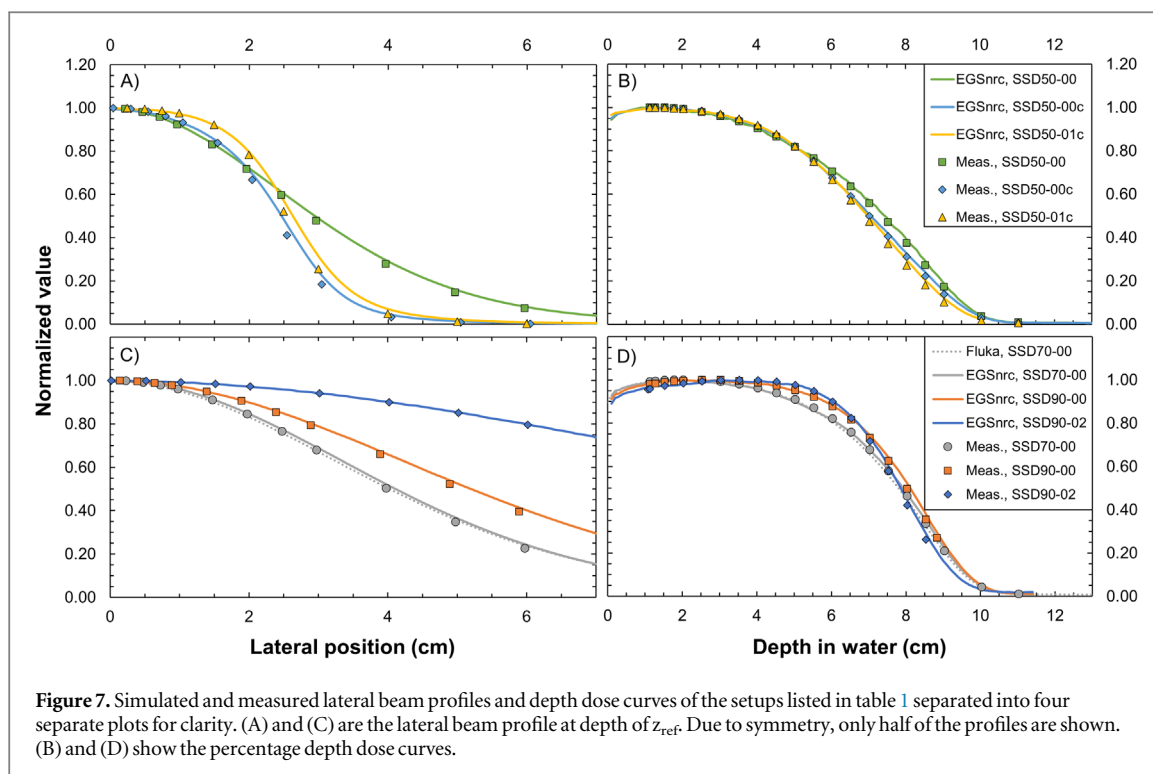 0 2 4 6
0 2 4 6 8 10 12
1.20
1.00
0.80
0.60
0.40
0.20
0.00
A)
B)
EGSnrc, SSD50-00
EGSnrc, SSD50-00c
EGSnrc, SSD50-01c
Meas., SSD50-00
Meas., SSD50-00c
Meas., SSD50-01c
1.20
1.00
0.80
0.60
0.40
0.20
0.00
Normalized value
1.00
0.80
0.60
0.40
0.20
0.00
C)
D)
Fluka, SSD70-00
EGSnrc, SSD70-00
EGSnrc, SSD90-00
EGSnrc, SSD90-02
Meas., SSD70-00
Meas., SSD90-00
Meas., SSD90-02
1.00
0.80
0.60
0.40
0.20
0.00
0 2 4 6
0 2 4 6 8 10 12
Lateral position (cm)
Depth in water (cm)
Figure 7. Simulated and measured lateral beam profiles and depth dose curves of the setups listed in table 1 separated into four
separate plots for clarity. (A) and (C) are the lateral beam profile at depth of zref. Due to symmetry, only half of the profiles are shown.
(B) and (D) show the percentage depth dose curves.